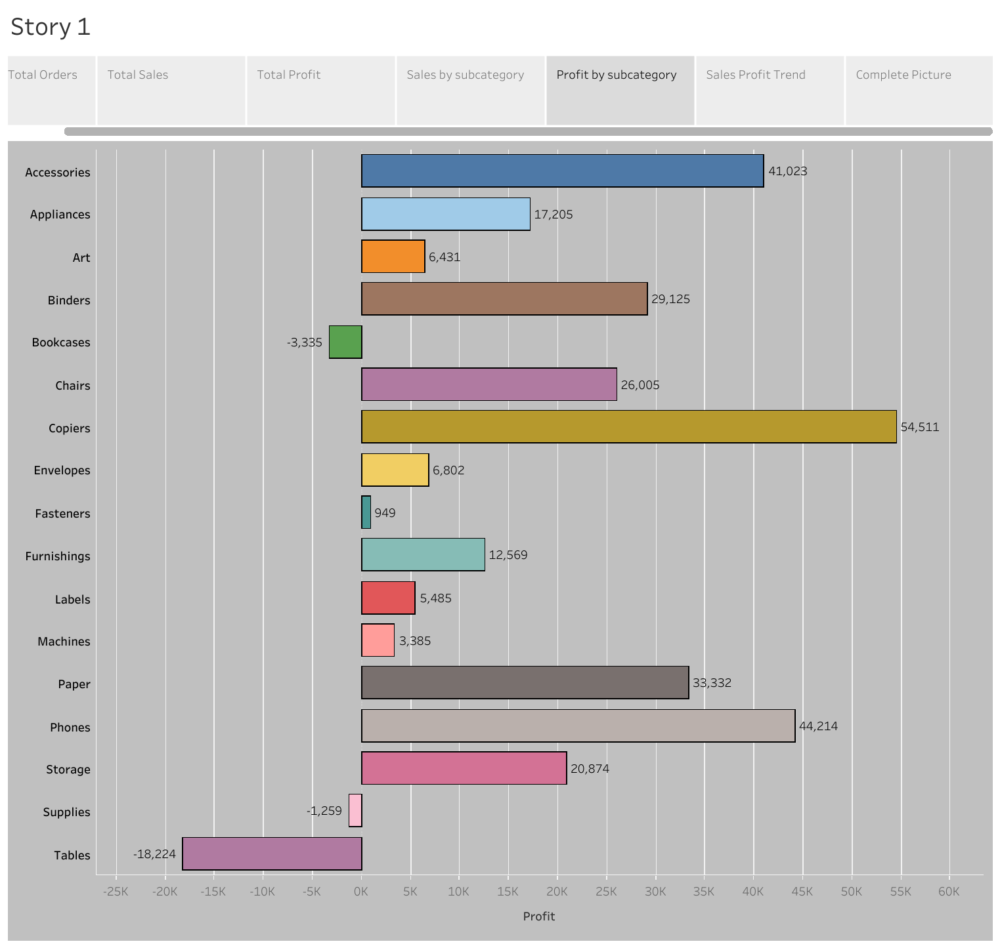 Story 1
Total Orders
Total Sales
Total Profit
Sales by subcategory
Profit by subcategory
Sales Profit Trend
Complete Picture
Accessories 41,023
Appliances 17,205
Art 6,431
Binders 29,125
Bookcases -3,335
Chairs 26,005
Copiers 54,511
Envelopes 6,802
Fasteners 949
Furnishings 12,569
Labels 5,485
Machines 3,385
Paper 33,332
Phones 44,214
Storage 20,874
Supplies -1,259
Tables -18,224
-25K -20K -15K -10K -5K 0K 5K 10K 15K 20K 25K 30K 35K 40K 45K 50K 55K 60K
Profit